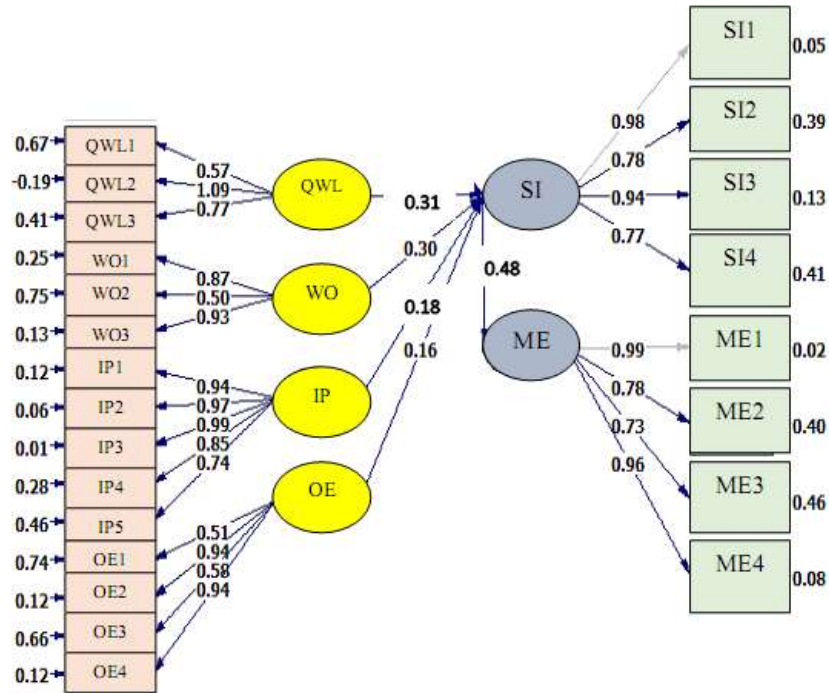 0.67 QWL1
-0.19 QWL2
0.41 QWL3
0.25 WO1
0.75 WO2
0.13 WO3
0.12 IP1
0.06 IP2
0.01 IP3
0.28 IP4
0.46 IP5
0.74 OE1
0.12 OE2
0.66 OE3
0.12 OE4
0.57
1.09
0.77
0.87
0.50
0.93
0.94
0.97
0.99
0.85
0.74
0.51
0.94
0.58
0.94
QWL
WO
IP
OE
0.31
0.30
0.18
0.16
SI
0.48
ME
0.98
0.78
0.94
0.77
0.99
0.78
0.73
0.96
SI1 0.05
SI2 0.39
SI3 0.13
SI4 0.41
ME1 0.02
ME2 0.40
ME3 0.46
ME4 0.08